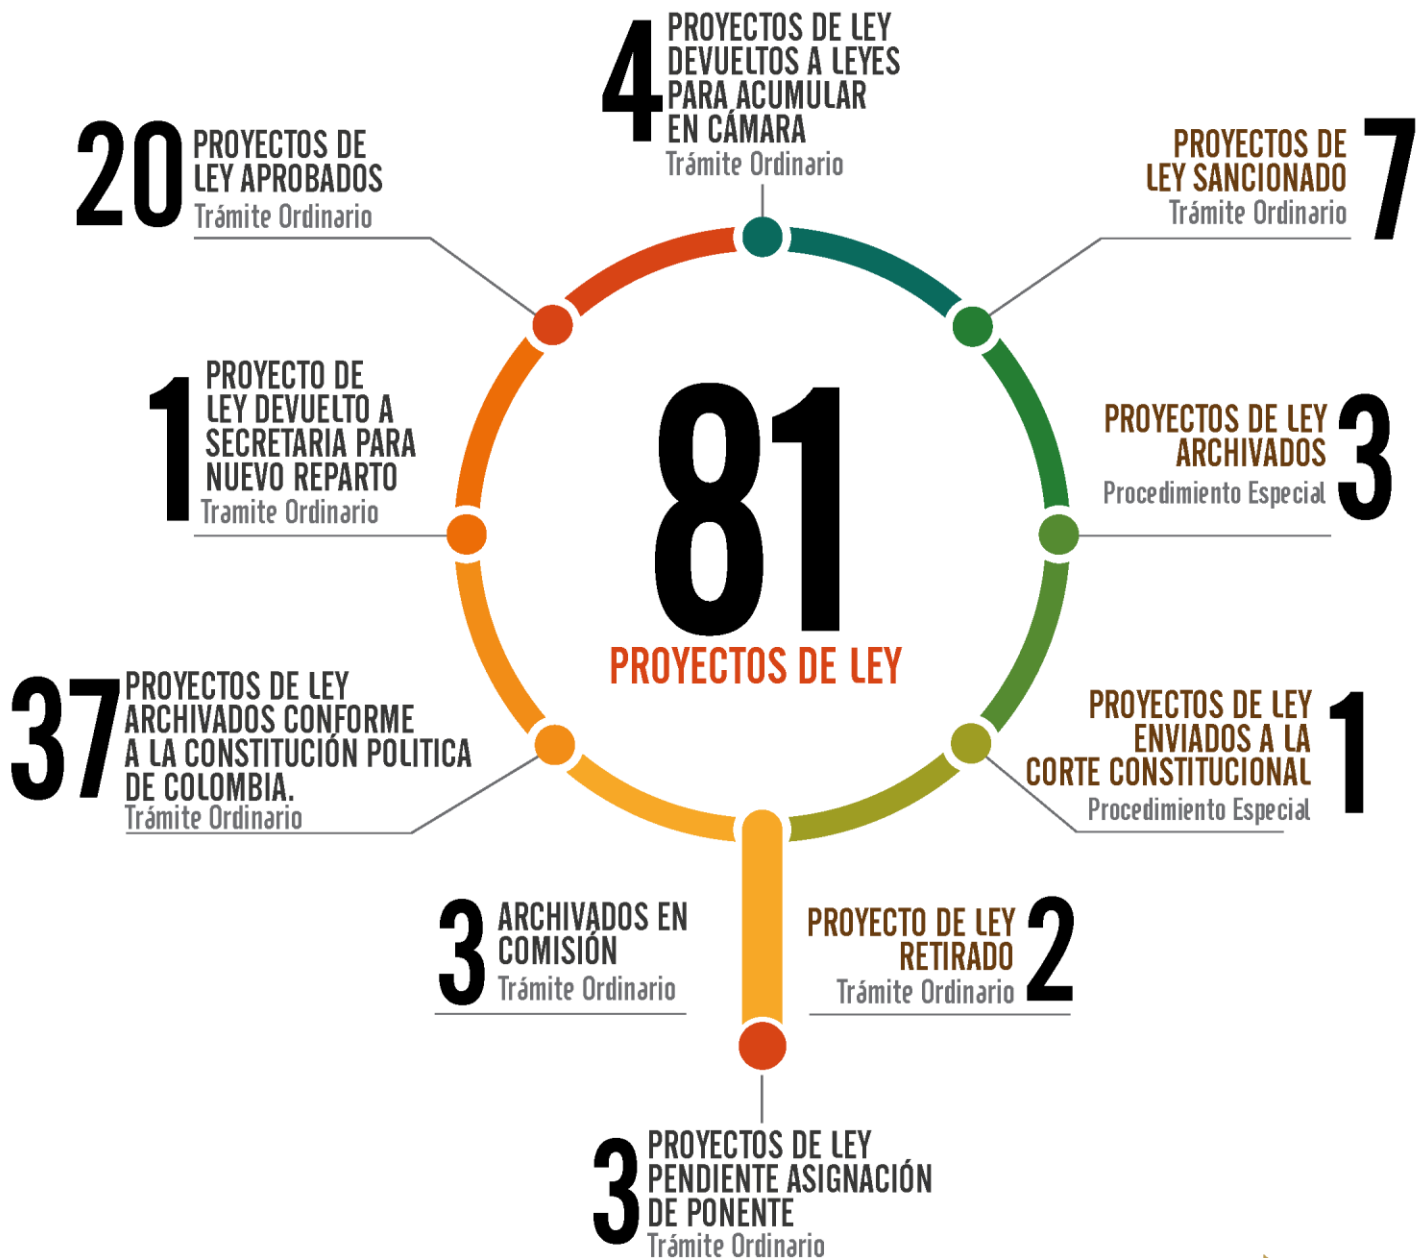 4
PROYECTOS DE LEY
DEVUELTOS A LEYES
PARA ACUMULAR
EN CÁMARA
Trámite Ordinario
20
PROYECTOS DE
LEY APROBADOS
Trámite Ordinario
PROYECTOS DE
LEY SANCIONADO
Trámite Ordinario
7
1
PROYECTO DE
LEY DEVUELTO A
SECRETARIA PARA
NUEVO REPARTO
Tramite Ordinario
81
PROYECTOS DE LEY
PROYECTOS DE LEY
ARCHIVADOS
Procedimiento Especial
3
37
PROYECTOS DE LEY
ARCHIVADOS CONFORME
A LA CONSTITUCIÓN POLITICA
DE COLOMBIA.
Trámite Ordinario
PROYECTOS DE LEY
ENVIADOS A LA
CORTE CONSTITUCIONAL
Procedimiento Especial
1
3
ARCHIVADOS EN
COMISIÓN
Trámite Ordinario
PROYECTO DE LEY
RETIRADO
Trámite Ordinario
2
3
PROYECTOS DE LEY
PENDIENTE ASIGNACIÓN
DE PONENTE
Trámite Ordinario